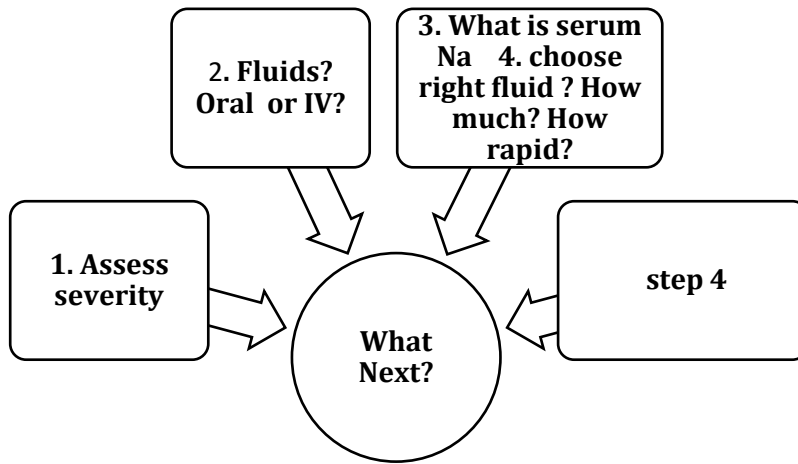 1. Assess
severity
2. Fluids?
Oral or IV?
3. What is serum
Na 4. choose
right fluid ? How
much? How
rapid?
step 4
What
Next?